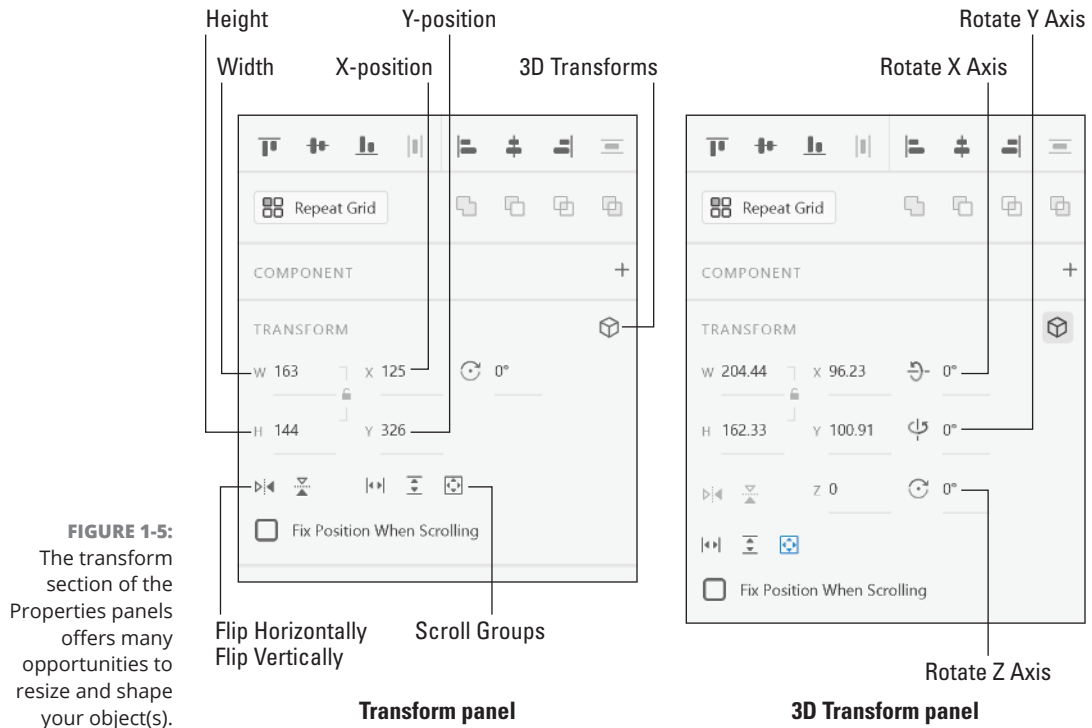 Height
Y-position
Rotate Y Axis
Width
X-position
3D Transforms
Rotate X Axis
Repeat Grid
COMPONENT
TRANSFORM
W 163
X 125
0°
H 144
Y 326
Fix Position When Scrolling
Repeat Grid
COMPONENT
TRANSFORM
W 204.44
X 96.23
0°
H 162.33
Y 100.91
0°
Z 0
0°
Fix Position When Scrolling
Flip Horizontally
Flip Vertically
Scroll Groups
Rotate Z Axis
Transform panel
3D Transform panel
FIGURE 1-5:
The transform
section of the
Properties panels
offers many
opportunities to
resize and shape
your object(s).